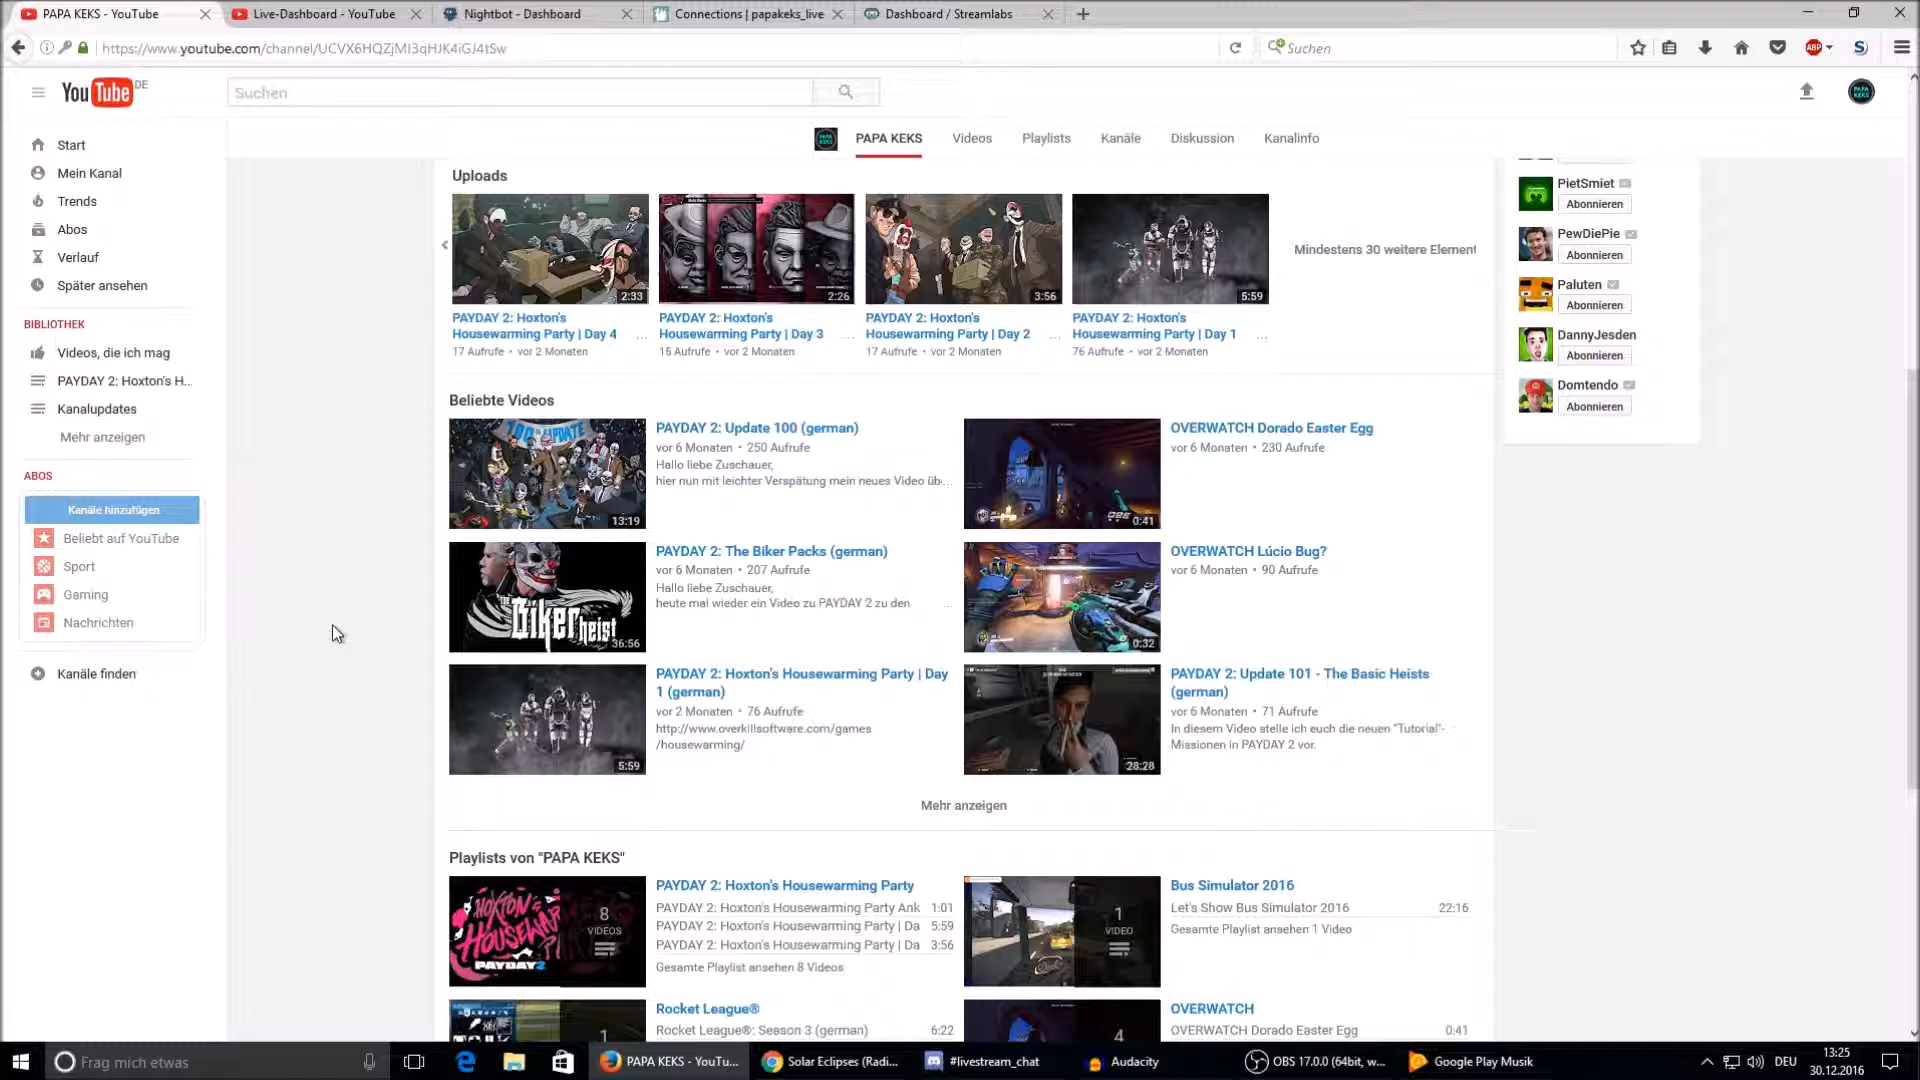 PAPA KEKS - YouTube
Live-Dashboard - YouTube
Nightbot - Dashboard
Connections | papakeks_live
Dashboard / Streamlabs
https://www.youtube.com/channel/UCVX6HQZjMI3qHJK4iGJ4tSw
Suchen
ABP
YouTube DE
Suchen
PAPA KEKS
Videos
Playlists
Kanäle
Diskussion
Kanalinfo
Start
Mein Kanal
Trends
Abos
Verlauf
Später ansehen
BIBLIOTHEK
Videos, die ich mag
PAYDAY 2: Hoxton's H...
Kanalupdates
Mehr anzeigen
ABOS
Kanäle hinzufügen
Beliebt auf YouTube
Sport
Gaming
Nachrichten
Kanäle finden
Uploads
2:33
2:26
3:56
5:59
Mindestens 30 weitere Element
PAYDAY 2: Hoxton's
Housewarming Party | Day 4 ...
17 Aufrufe • vor 2 Monaten
PAYDAY 2: Hoxton's
Housewarming Party | Day 3 ...
15 Aufrufe • vor 2 Monaten
PAYDAY 2: Hoxton's
Housewarming Party | Day 2 ...
17 Aufrufe • vor 2 Monaten
PAYDAY 2: Hoxton's
Housewarming Party | Day 1 ...
76 Aufrufe • vor 2 Monaten
Beliebte Videos
100th UPDATE
13:19
PAYDAY 2: Update 100 (german)
vor 6 Monaten • 250 Aufrufe
Hallo liebe Zuschauer,
hier nun mit leichter Verspätung mein neues Video üb...
0:41
OVERWATCH Dorado Easter Egg
vor 6 Monaten • 230 Aufrufe
THE Biker heist
36:56
PAYDAY 2: The Biker Packs (german)
vor 6 Monaten • 207 Aufrufe
Hallo liebe Zuschauer,
heute mal wieder ein Video zu PAYDAY 2 zu den ...
0:32
OVERWATCH Lúcio Bug?
vor 6 Monaten • 90 Aufrufe
5:59
PAYDAY 2: Hoxton's Housewarming Party | Day
1 (german)
vor 2 Monaten • 76 Aufrufe
http://www.overkillsoftware.com/games
/housewarming/
28:28
PAYDAY 2: Update 101 - The Basic Heists
(german)
vor 6 Monaten • 71 Aufrufe
In diesem Video stelle ich euch die neuen "Tutorial"-
Missionen in PAYDAY 2 vor.
Mehr anzeigen
Playlists von "PAPA KEKS"
PAYDAY 2
8
VIDEOS
PAYDAY 2: Hoxton's Housewarming Party
PAYDAY 2: Hoxton's Housewarming Party Ank 1:01
PAYDAY 2: Hoxton's Housewarming Party | Da 5:59
PAYDAY 2: Hoxton's Housewarming Party | Da 3:56
Gesamte Playlist ansehen 8 Videos
1
VIDEO
Bus Simulator 2016
Let's Show Bus Simulator 2016 22:16
Gesamte Playlist ansehen 1 Video
1
Rocket League®
Rocket League®: Season 3 (german) 6:22
4
OVERWATCH
OVERWATCH Dorado Easter Egg 0:41
PietSmiet
Abonnieren
PewDiePie
Abonnieren
Paluten
Abonnieren
DannyJesden
Abonnieren
Domtendo
Abonnieren
Frag mich etwas
PAPA KEKS - YouTu...
Solar Eclipses (Radi...
#livestream_chat
Audacity
OBS 17.0.0 (64bit, w...
Google Play Musik
DEU
13:25
30.12.2016